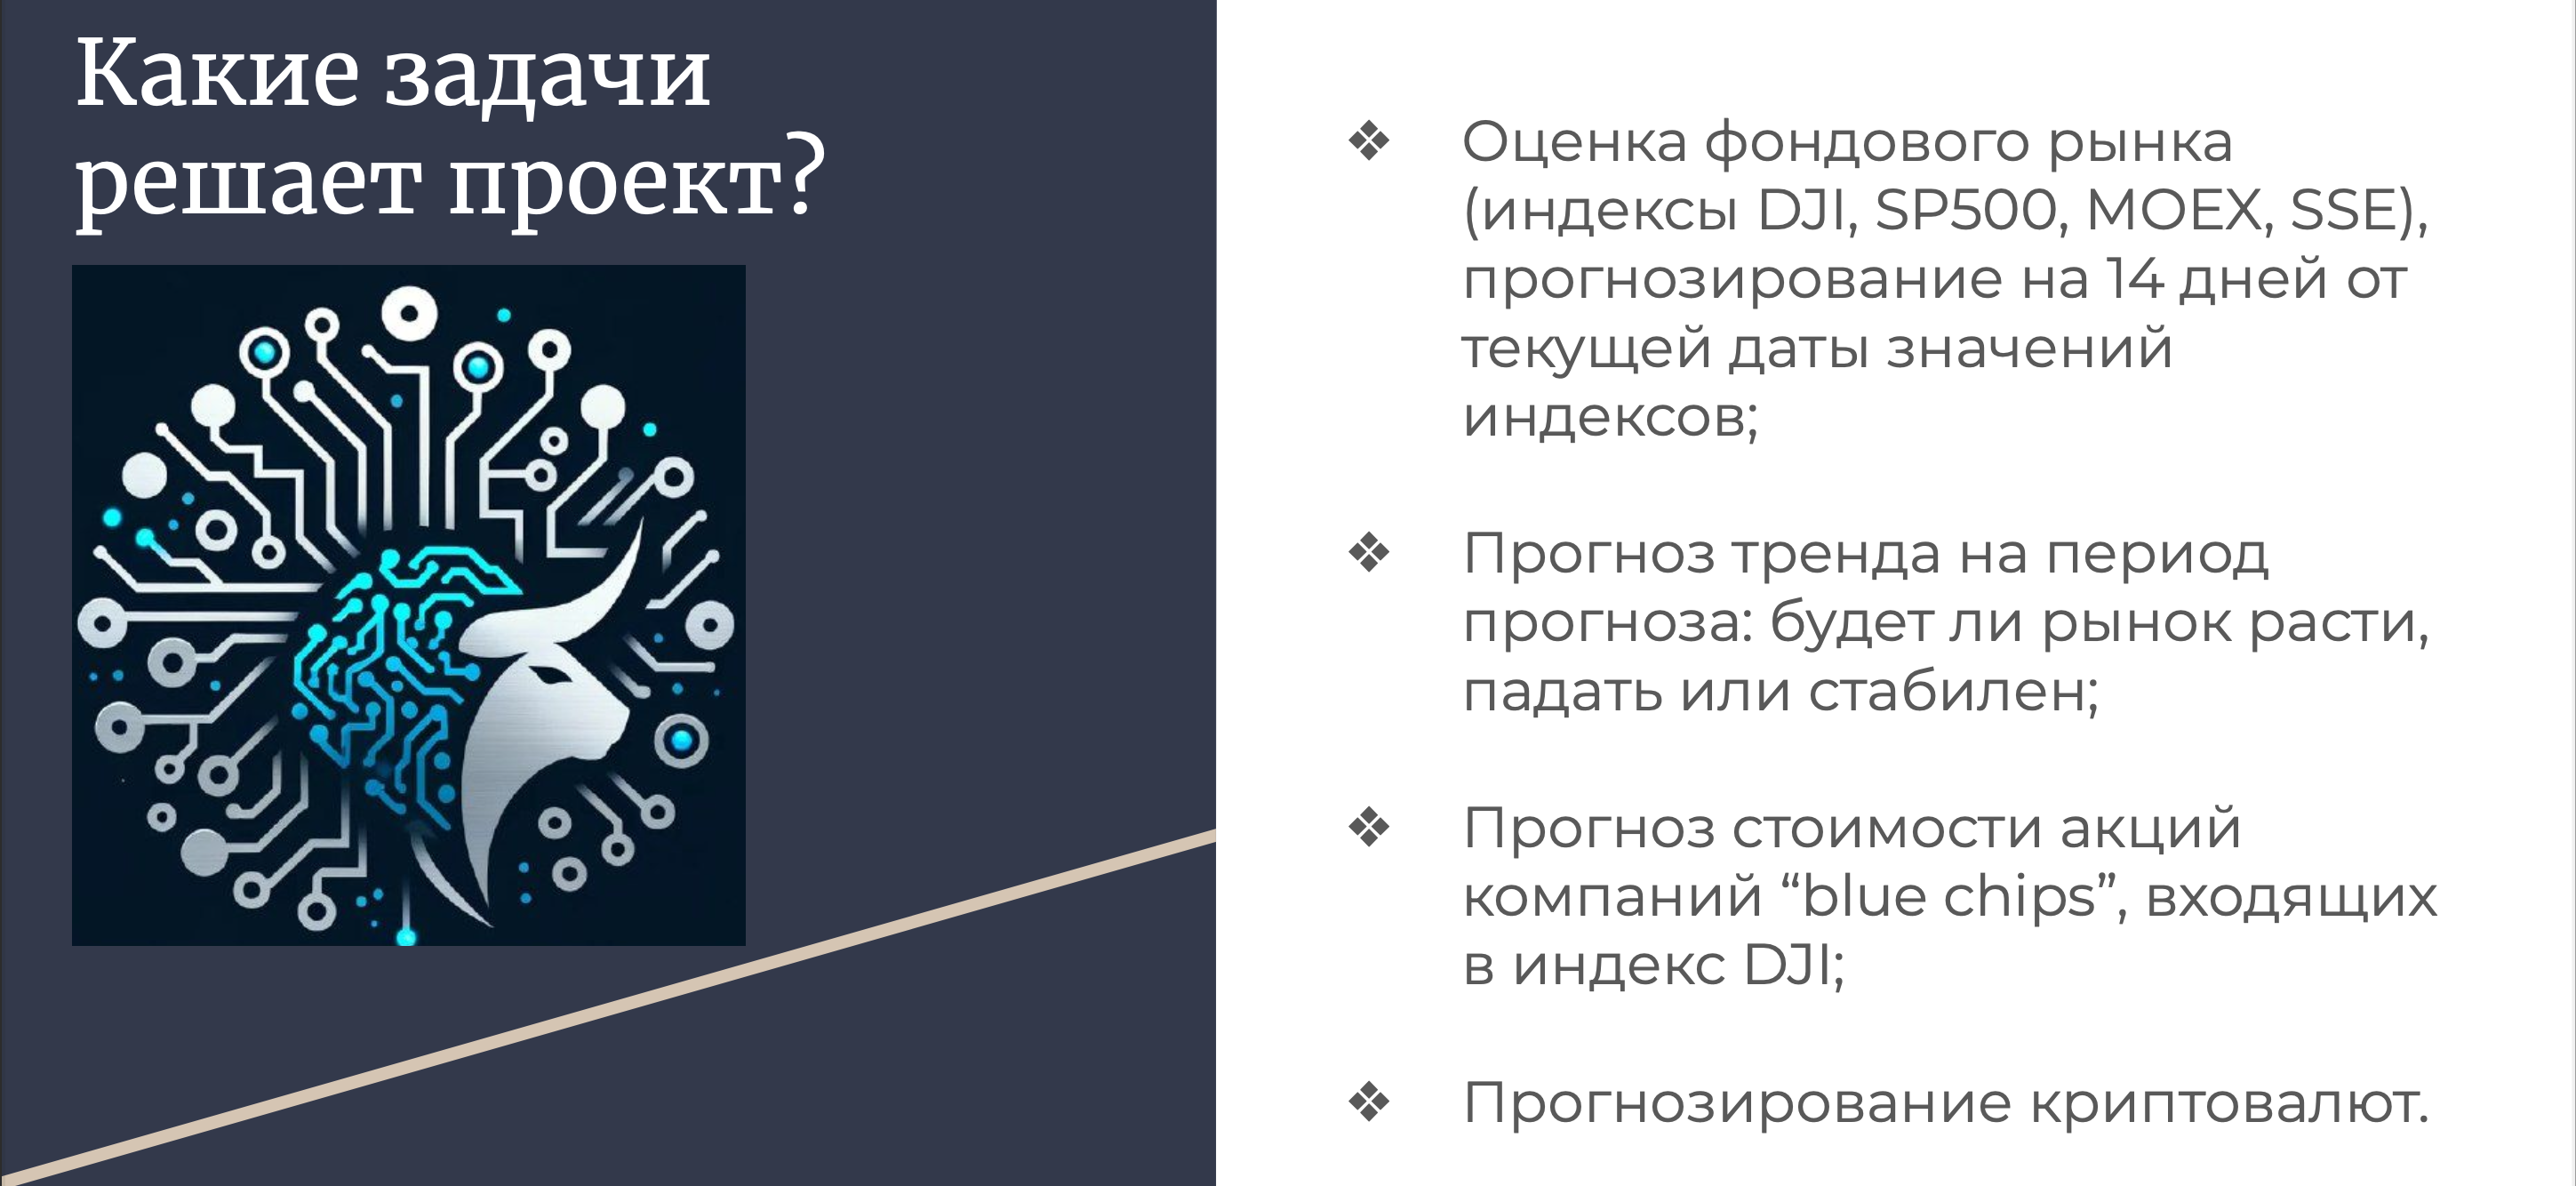 Какие задачи
решает проект?
❖ Оценка фондового рынка
(индексы DJI, SP500, MOEX, SSE),
прогнозирование на 14 дней от
текущей даты значений
индексов;
❖ Прогноз тренда на период
прогноза: будет ли рынок расти,
падать или стабилен;
❖ Прогноз стоимости акций
компаний “blue chips”, входящих
в индекс DJI;
❖ Прогнозирование криптовалют.